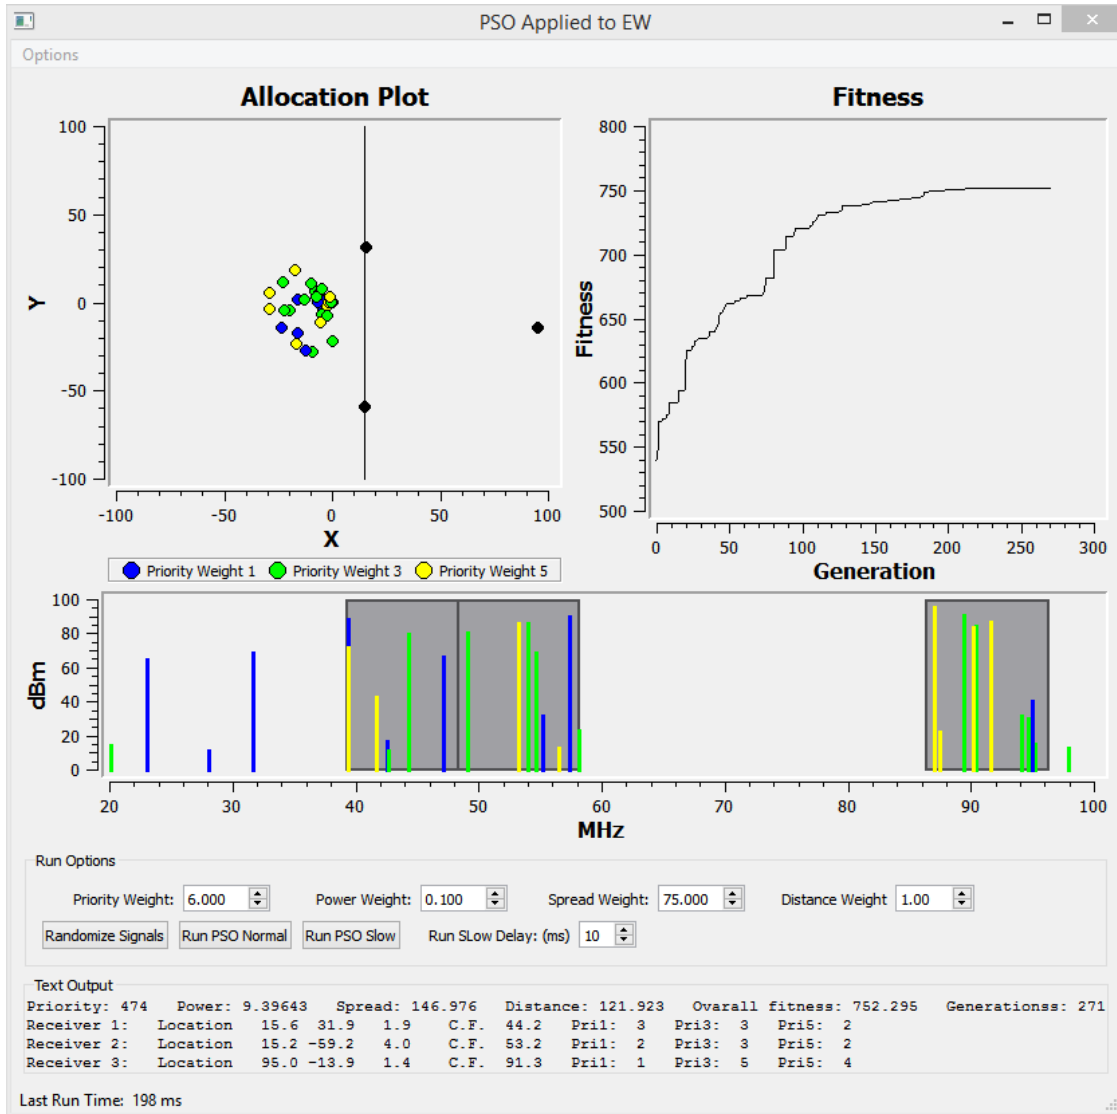 PSO Applied to EW
Options
Allocation Plot
100
50
0
-50
-100
Y
-100 -50 0 50 100
X
Priority Weight 1 Priority Weight 3 Priority Weight 5
Fitness
800
750
700
650
600
550
500
Fitness
0 50 100 150 200 250 300
Generation
100
80
60
40
20
0
dBm
20 30 40 50 60 70 80 90 100
MHz
Run Options
Priority Weight: 6.000 Power Weight: 0.100 Spread Weight: 75.000 Distance Weight 1.00
Randomize Signals Run PSO Normal Run PSO Slow Run SLow Delay: (ms) 10
Text Output
Priority: 474 Power: 9.39643 Spread: 146.976 Distance: 121.923 Ovarall fitness: 752.295 Generationss: 271
Receiver 1: Location 15.6 31.9 1.9 C.F. 44.2 Pri1: 3 Pri3: 3 Pri5: 2
Receiver 2: Location 15.2 -59.2 4.0 C.F. 53.2 Pri1: 2 Pri3: 3 Pri5: 2
Receiver 3: Location 95.0 -13.9 1.4 C.F. 91.3 Pri1: 1 Pri3: 5 Pri5: 4
Last Run Time: 198 ms